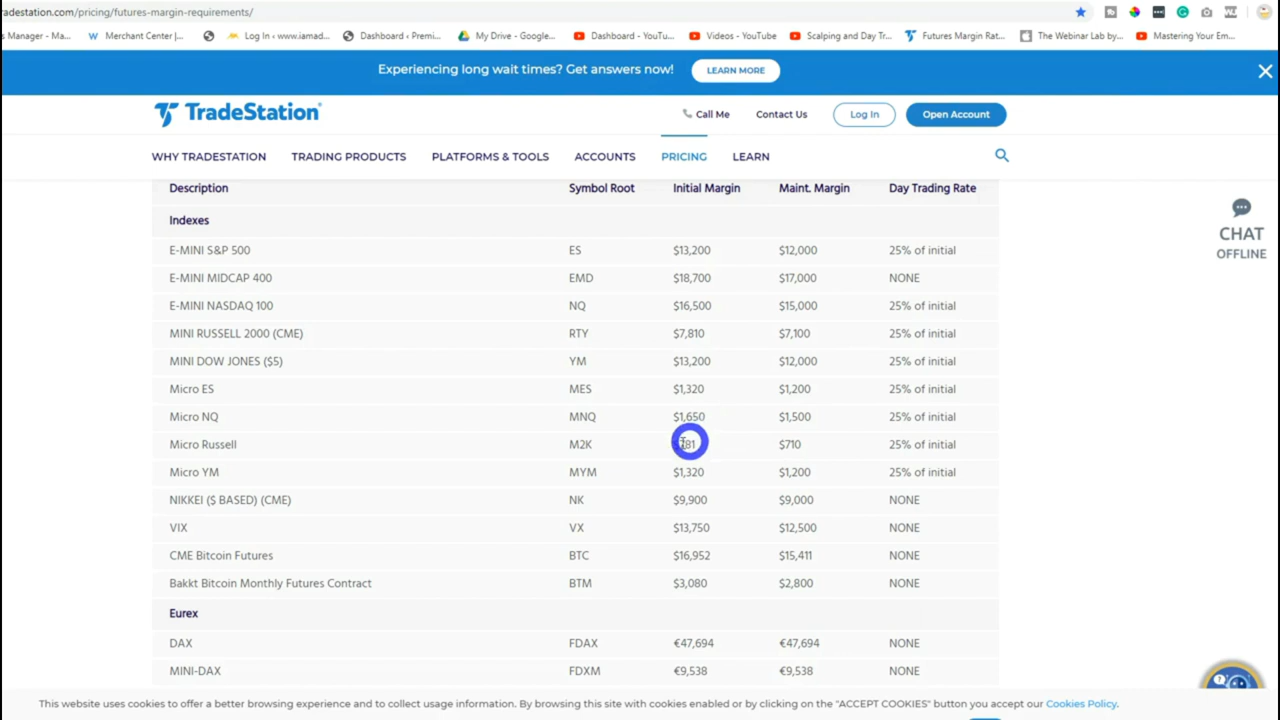 adestation.com/pricing/futures-margin-requirements/
s Manager - Ma... Merchant Center |... Log In ‹ www.iamad... Dashboard ‹ Premi... My Drive - Google... Dashboard - YouTu... Videos - YouTube Scalping and Day Tr... Futures Margin Rat... The Webinar Lab by... Mastering Your Em...
Experiencing long wait times? Get answers now! LEARN MORE
TradeStation Call Me Contact Us Log In Open Account
WHY TRADESTATION TRADING PRODUCTS PLATFORMS & TOOLS ACCOUNTS PRICING LEARN
Description Symbol Root Initial Margin Maint. Margin Day Trading Rate
Indexes
CHAT
OFFLINE
E-MINI S&P 500 ES $13,200 $12,000 25% of initial
E-MINI MIDCAP 400 EMD $18,700 $17,000 NONE
E-MINI NASDAQ 100 NQ $16,500 $15,000 25% of initial
MINI RUSSELL 2000 (CME) RTY $7,810 $7,100 25% of initial
MINI DOW JONES ($5) YM $13,200 $12,000 25% of initial
Micro ES MES $1,320 $1,200 25% of initial
Micro NQ MNQ $1,650 $1,500 25% of initial
Micro Russell M2K $710 25% of initial
Micro YM MYM $1,320 $1,200 25% of initial
NIKKEI ($ BASED) (CME) NK $9,900 $9,000 NONE
VIX VX $13,750 $12,500 NONE
CME Bitcoin Futures BTC $16,952 $15,411 NONE
Bakkt Bitcoin Monthly Futures Contract BTM $3,080 $2,800 NONE
Eurex
DAX FDAX €47,694 €47,694 NONE
MINI-DAX FDXM €9,538 €9,538 NONE
This website uses cookies to offer a better browsing experience and to collect usage information. By browsing this site with cookies enabled or by clicking on the "ACCEPT COOKIES" button you accept our Cookies Policy.